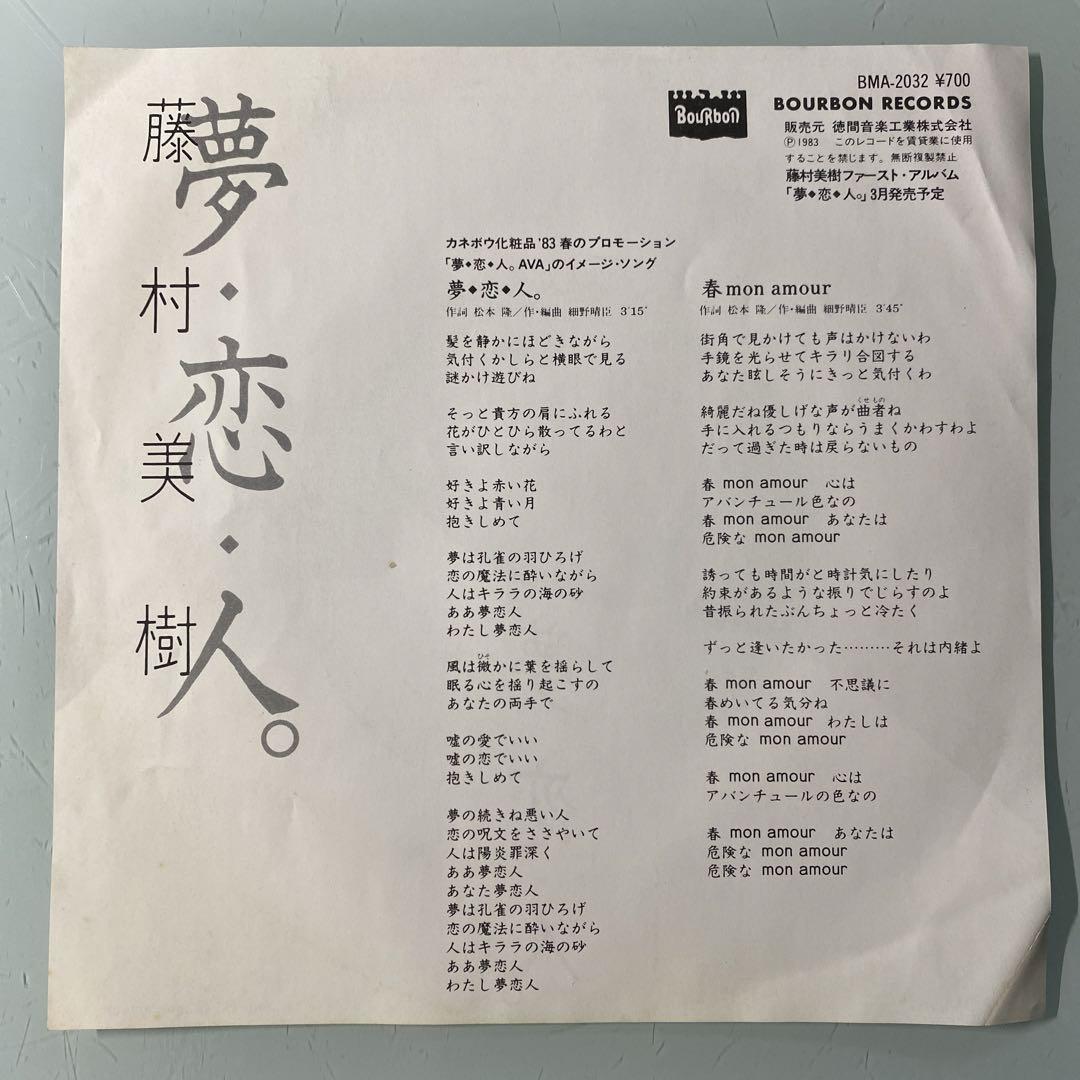 夢・恋・人。
藤村美樹
BouRbon
BMA-2032 ¥700
BOURBON RECORDS
販売元 徳間音楽工業株式会社
Ⓟ1983 このレコードを賃貸業に使用
することを禁じます。無断複製禁止
藤村美樹ファースト・アルバム
「夢◆恋◆人。」3月発売予定
カネボウ化粧品'83 春のプロモーション
「夢◆恋◆人。AVA」のイメージ・ソング
夢◆恋◆人。
作詞 松本 隆／作・編曲 細野晴臣 3'15"
髪を静かにほどきながら
気付くかしらと横眼で見る
謎かけ遊びね
そっと貴方の肩にふれる
花がひとひら散ってるわと
言い訳しながら
好きよ赤い花
好きよ青い月
抱きしめて
夢は孔雀の羽ひろげ
恋の魔法に酔いながら
人はキララの海の砂
ああ夢恋人
わたし夢恋人
ひそ
風は微かに葉を揺らして
眠る心を揺り起こすの
あなたの両手で
嘘の愛でいい
嘘の恋でいい
抱きしめて
夢の続きね悪い人
恋の呪文をささやいて
人は陽炎罪深く
ああ夢恋人
あなた夢恋人
夢は孔雀の羽ひろげ
恋の魔法に酔いながら
人はキララの海の砂
ああ夢恋人
わたし夢恋人
春 mon amour
作詞 松本 隆／作・編曲 細野晴臣 3'45"
街角で見かけても声はかけないわ
手鏡を光らせてキラリ合図する
あなた眩しそうにきっと気付くわ
くせもの
綺麗だね優しげな声が曲者ね
手に入れるつもりならうまくかわすわよ
だって過ぎた時は戻らないもの
春 mon amour 心は
アバンチュール色なの
春 mon amour あなたは
危険な mon amour
誘っても時間がと時計気にしたり
約束があるような振りでじらすのよ
昔振られたぶんちょっと冷たく
ずっと逢いたかった………それは内緒よ
春 mon amour 不思議に
春めいてる気分ね
春 mon amour わたしは
危険な mon amour
春 mon amour 心は
アバンチュールの色なの
春 mon amour あなたは
危険な mon amour
危険な mon amour